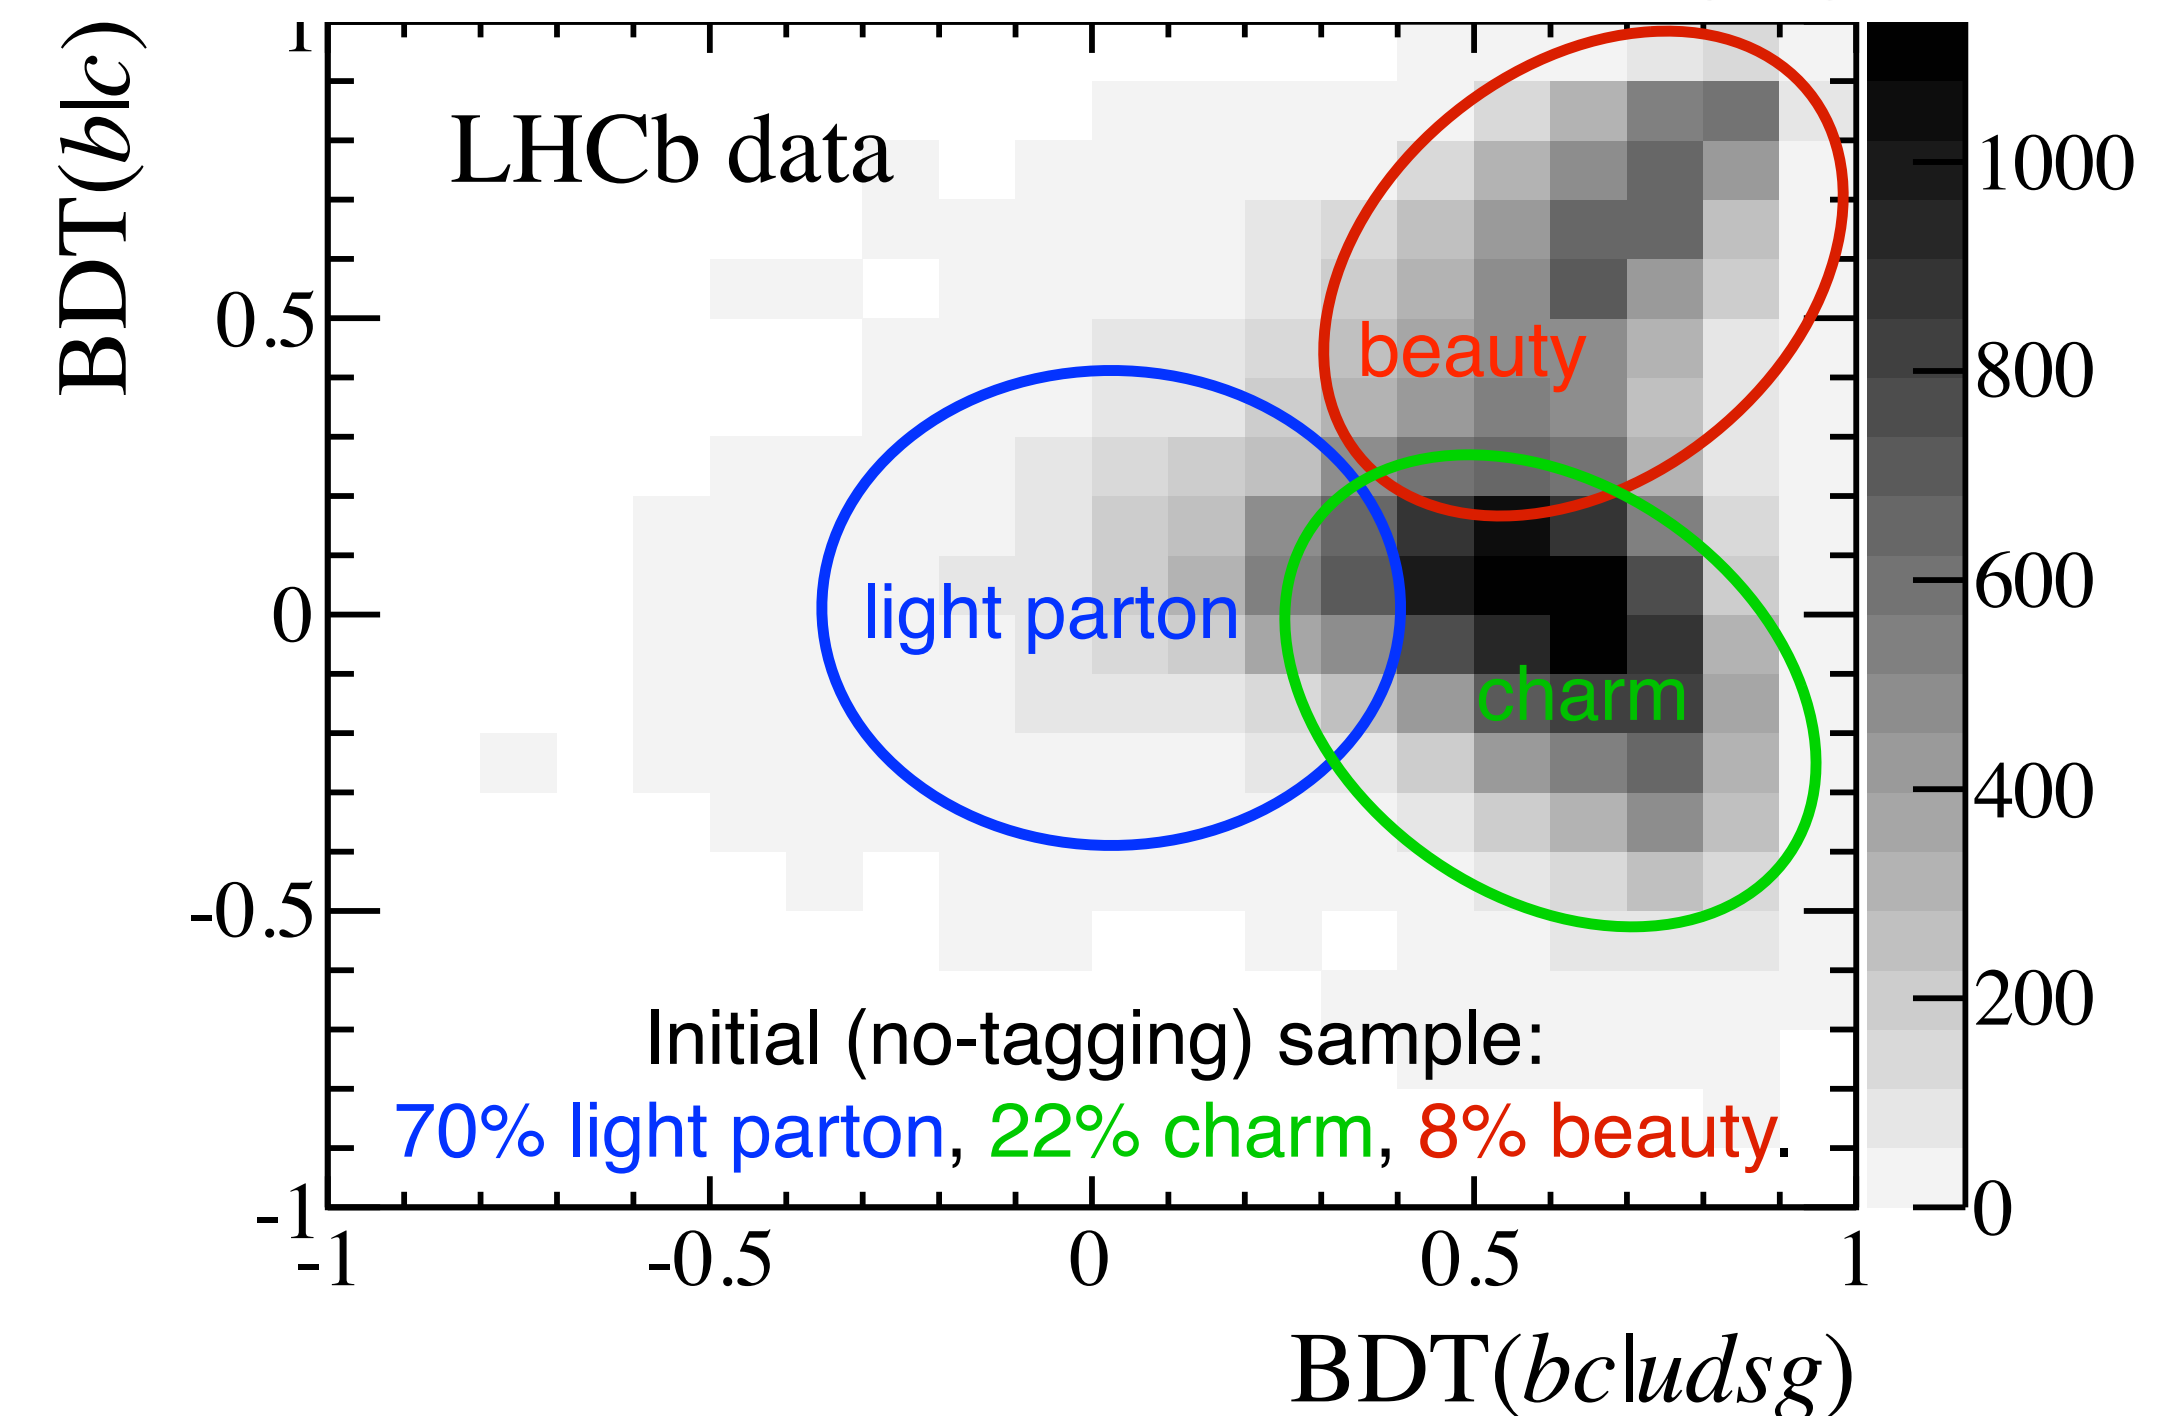 BDT(b|c)
LHCb data
1
0.5
0
-0.5
-1
beauty
light parton
charm
Initial (no-tagging) sample:
70% light parton, 22% charm, 8% beauty.
1000
800
600
400
200
0
-1 -0.5 0 0.5 1
BDT(bc|udsg)